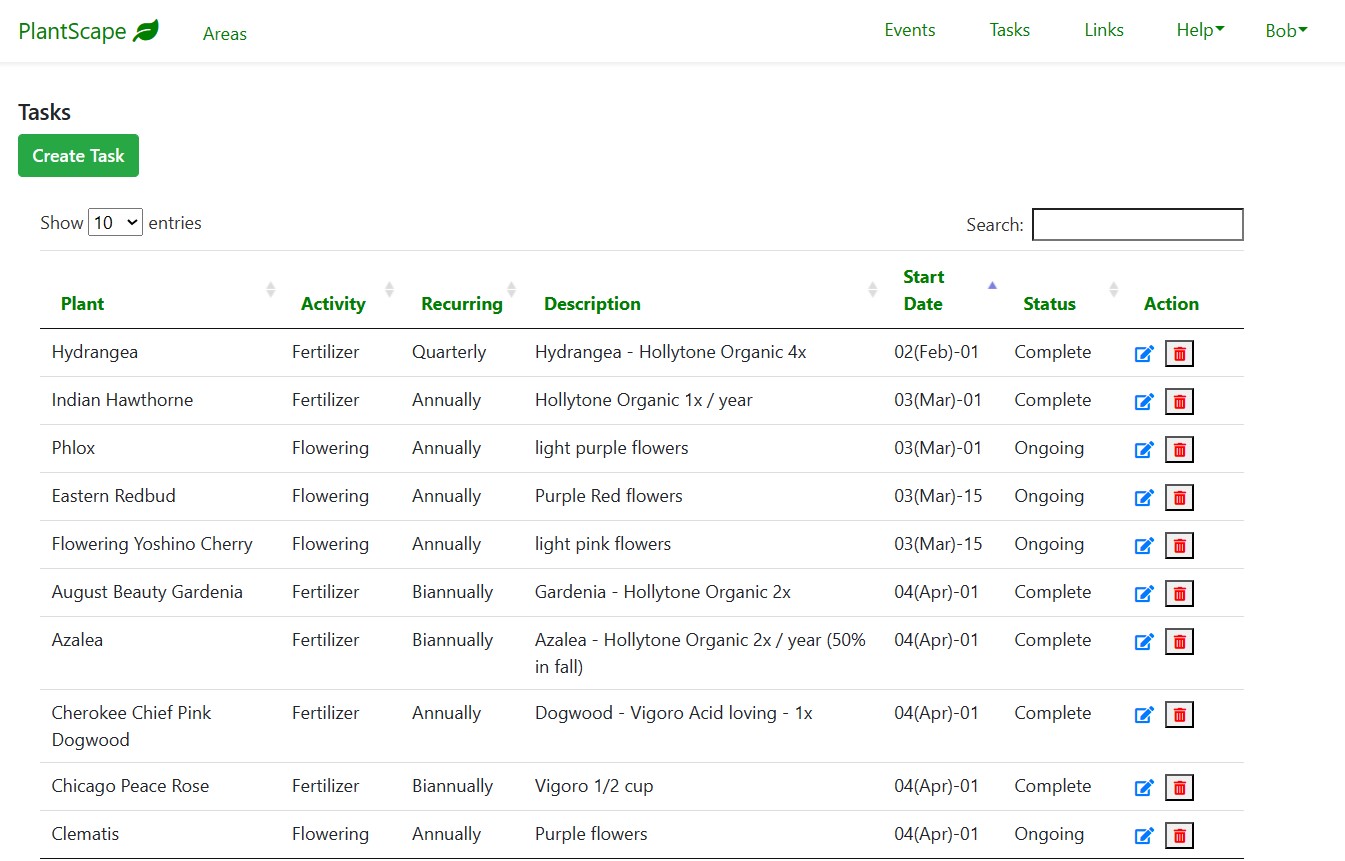 PlantScape Areas Events Tasks Links Help Bob
Tasks
Create Task
Show 10 entries Search:
Plant Activity Recurring Description Start Date Status Action
Hydrangea Fertilizer Quarterly Hydrangea - Hollytone Organic 4x 02(Feb)-01 Complete
Indian Hawthorne Fertilizer Annually Hollytone Organic 1x / year 03(Mar)-01 Complete
Phlox Flowering Annually light purple flowers 03(Mar)-01 Ongoing
Eastern Redbud Flowering Annually Purple Red flowers 03(Mar)-15 Ongoing
Flowering Yoshino Cherry Flowering Annually light pink flowers 03(Mar)-15 Ongoing
August Beauty Gardenia Fertilizer Biannually Gardenia - Hollytone Organic 2x 04(Apr)-01 Complete
Azalea Fertilizer Biannually Azalea - Hollytone Organic 2x / year (50% 04(Apr)-01 Complete
in fall)
Cherokee Chief Pink Fertilizer Annually Dogwood - Vigoro Acid loving - 1x 04(Apr)-01 Complete
Dogwood
Chicago Peace Rose Fertilizer Biannually Vigoro 1/2 cup 04(Apr)-01 Complete
Clematis Flowering Annually Purple flowers 04(Apr)-01 Ongoing